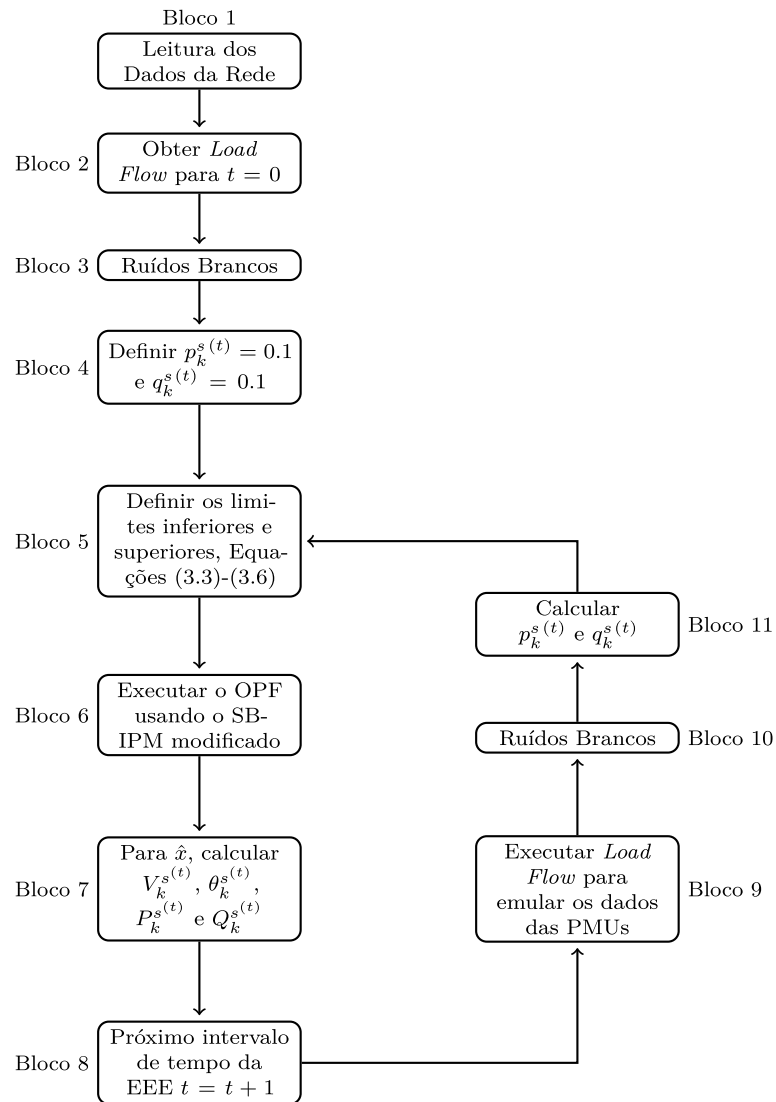 Bloco 1
Leitura dos
Dados da Rede
Bloco 2
Obter Load
Flow para t = 0
Bloco 3
Ruídos Brancos
Bloco 4
Definir p_k^{s (t)} = 0.1
e q_k^{s (t)} = 0.1
Bloco 5
Definir os limi-
tes inferiores e
superiores, Equa-
ções (3.3)-(3.6)
Bloco 6
Executar o OPF
usando o SB-
IPM modificado
Bloco 7
Para x̂, calcular
V_k^{s^{(t)}}, θ_k^{s^{(t)}},
P_k^{s^{(t)}} e Q_k^{s^{(t)}}
Bloco 8
Próximo intervalo
de tempo da
EEE t = t + 1
Executar Load
Flow para
emular os dados
das PMUs
Bloco 9
Ruídos Brancos
Bloco 10
Calcular
p_k^{s (t)} e q_k^{s (t)}
Bloco 11